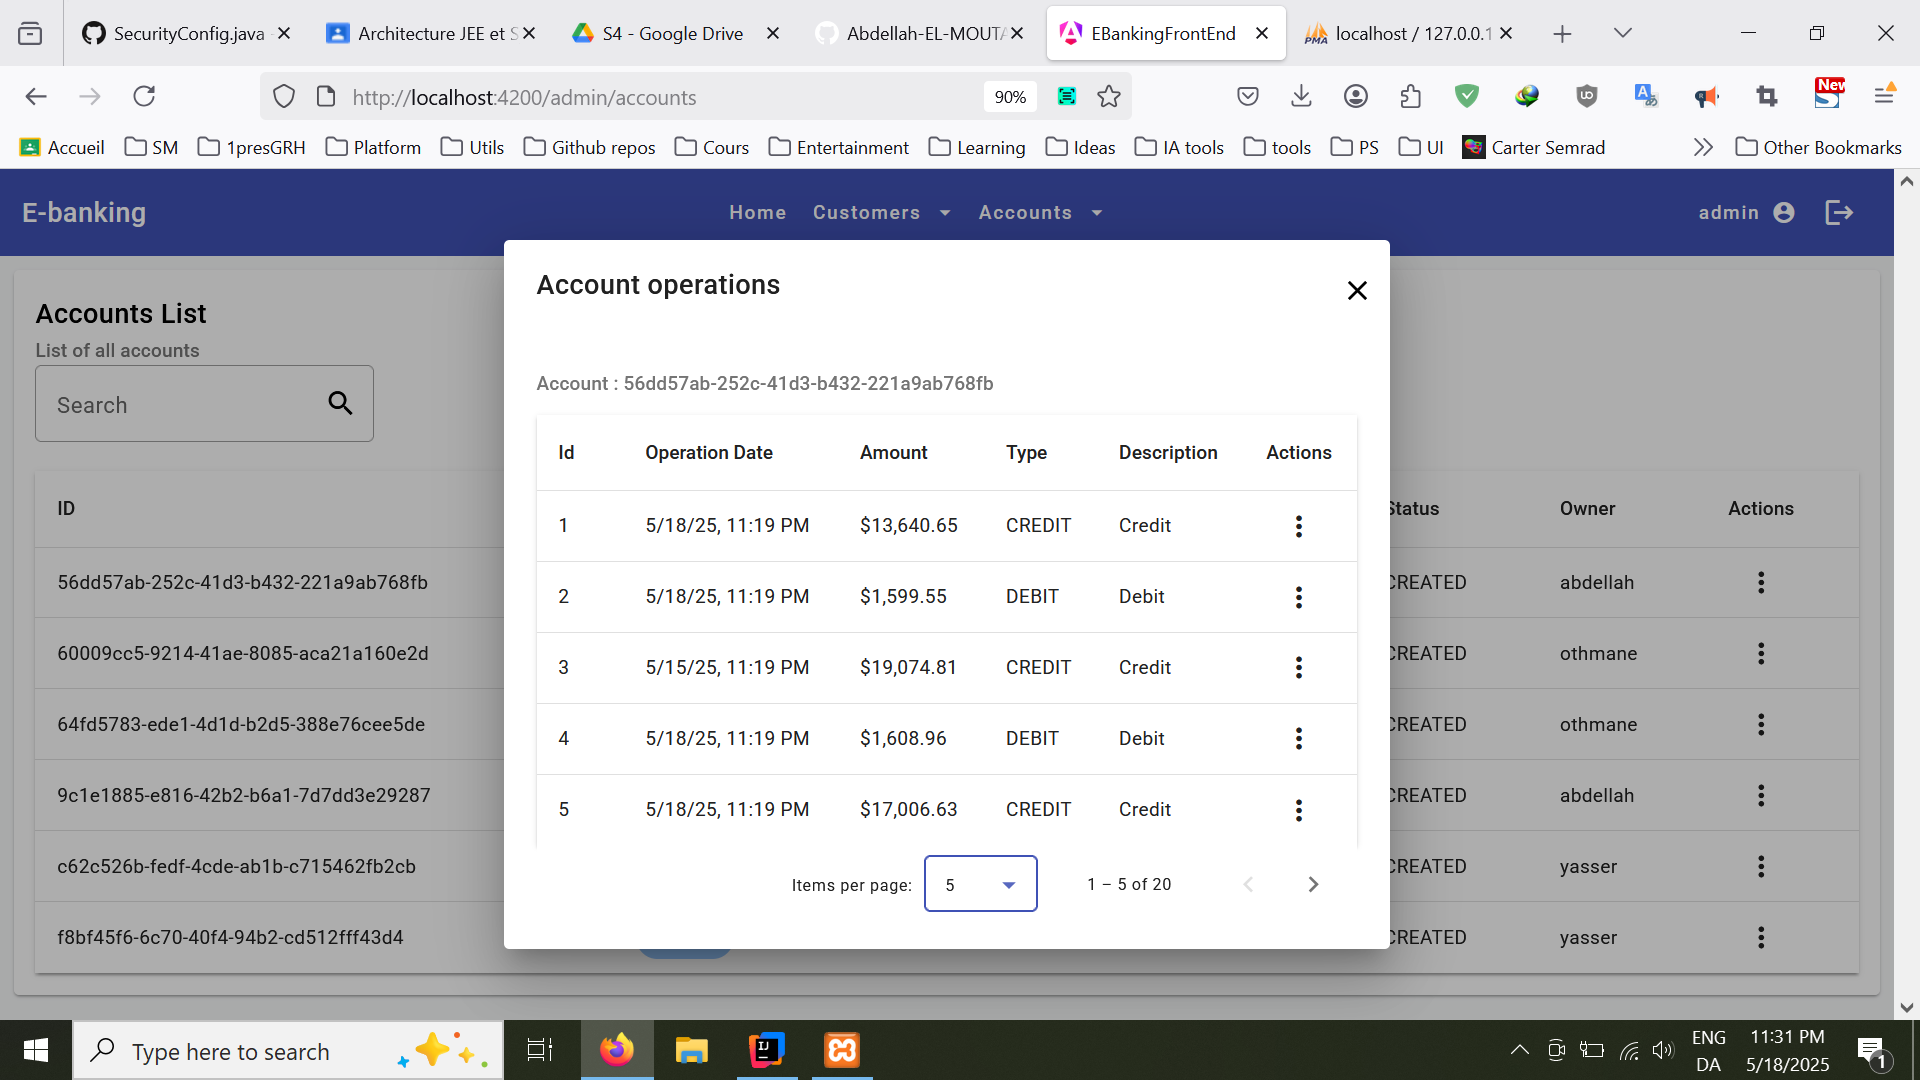 SecurityConfig.java
Architecture JEE et S
S4 - Google Drive
Abdellah-EL-MOUTA
EBankingFrontEnd
PMA localhost / 127.0.0.1
http://localhost:4200/admin/accounts
90%
New
Accueil SM 1presGRH Platform Utils Github repos Cours Entertainment Learning Ideas IA tools tools PS UI Carter Semrad Other Bookmarks
E-banking
Home Customers Accounts
admin
Accounts List
List of all accounts
Search
ID
Status Owner Actions
56dd57ab-252c-41d3-b432-221a9ab768fb CREATED abdellah
60009cc5-9214-41ae-8085-aca21a160e2d CREATED othmane
64fd5783-ede1-4d1d-b2d5-388e76cee5de CREATED othmane
9c1e1885-e816-42b2-b6a1-7d7dd3e29287 CREATED abdellah
c62c526b-fedf-4cde-ab1b-c715462fb2cb CREATED yasser
f8bf45f6-6c70-40f4-94b2-cd512fff43d4 CREATED yasser
Account operations
Account : 56dd57ab-252c-41d3-b432-221a9ab768fb
Id Operation Date Amount Type Description Actions
1 5/18/25, 11:19 PM $13,640.65 CREDIT Credit
2 5/18/25, 11:19 PM $1,599.55 DEBIT Debit
3 5/15/25, 11:19 PM $19,074.81 CREDIT Credit
4 5/18/25, 11:19 PM $1,608.96 DEBIT Debit
5 5/18/25, 11:19 PM $17,006.63 CREDIT Credit
Items per page: 5 1 – 5 of 20
Type here to search
ENG
DA
11:31 PM
5/18/2025
1